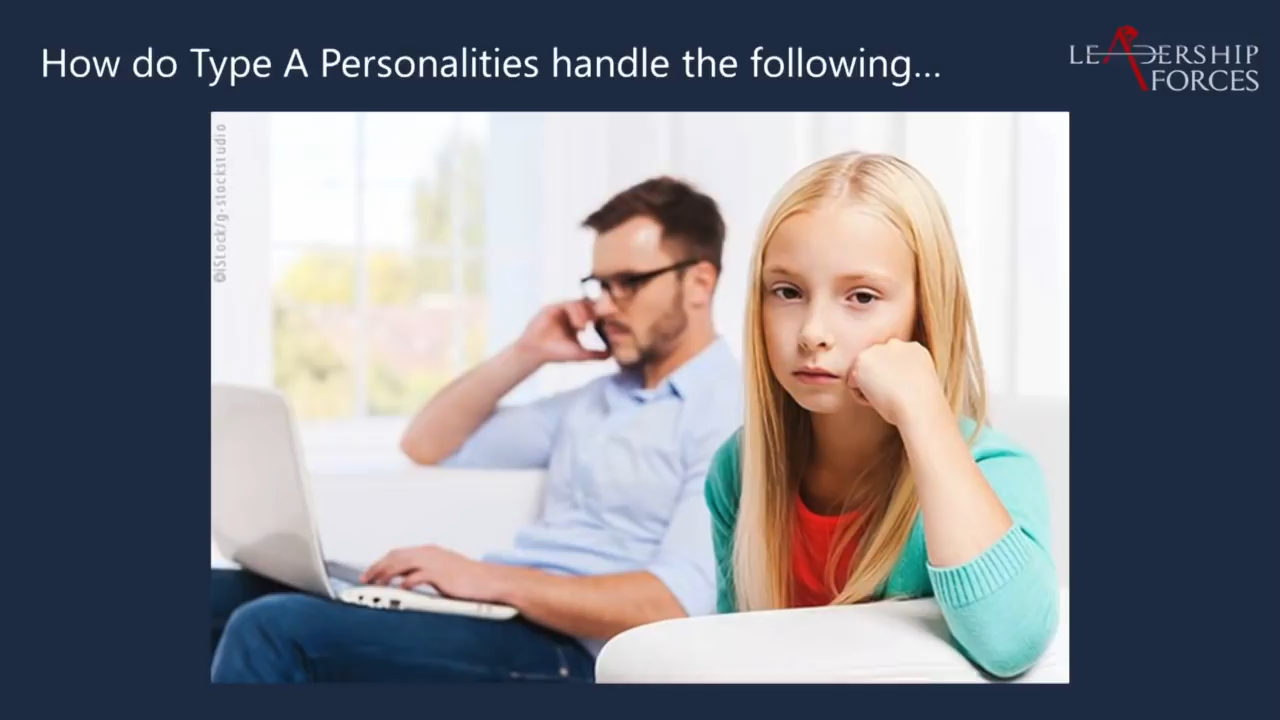 How do Type A Personalities handle the following...
LEADERSHIP
FORCES
©iStock/g-stockstudio